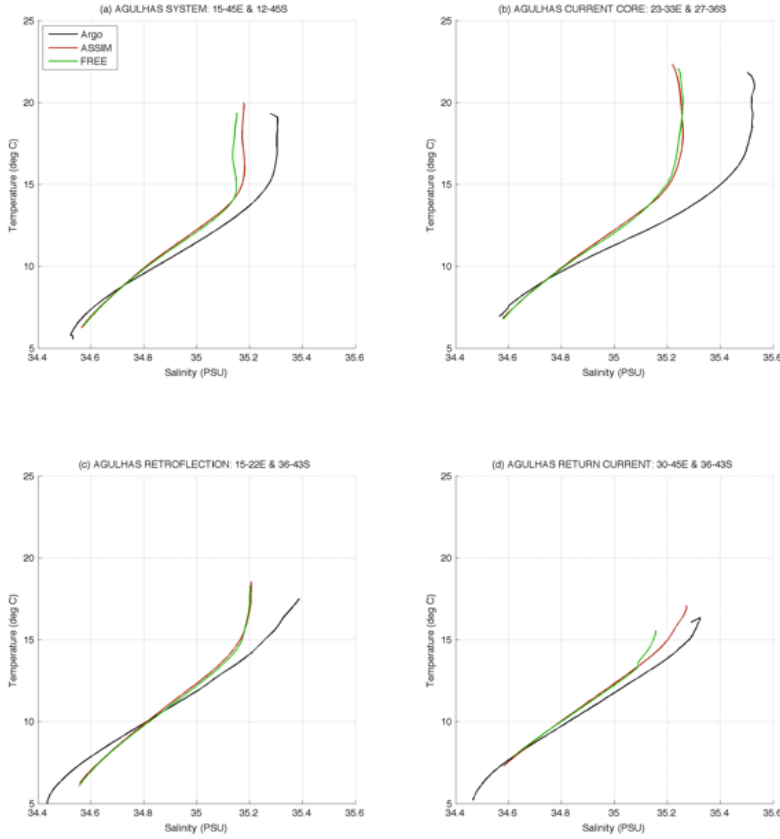 (a) AGULHAS SYSTEM: 15-45E & 12-45S
25
20
15
10
5
Temperature (deg C)
Argo
ASSIM
FREE
34.4 34.6 34.8 35 35.2 35.4 35.6
Salinity (PSU)
(b) AGULHAS CURRENT CORE: 23-33E & 27-36S
25
20
15
10
5
Temperature (deg C)
34.4 34.6 34.8 35 35.2 35.4 35.6
Salinity (PSU)
(c) AGULHAS RETROFLECTION: 15-22E & 36-43S
25
20
15
10
5
Temperature (deg C)
34.4 34.6 34.8 35 35.2 35.4 35.6
Salinity (PSU)
(d) AGULHAS RETURN CURRENT: 30-45E & 36-43S
25
20
15
10
5
Temperature (deg C)
34.4 34.6 34.8 35 35.2 35.4 35.6
Salinity (PSU)